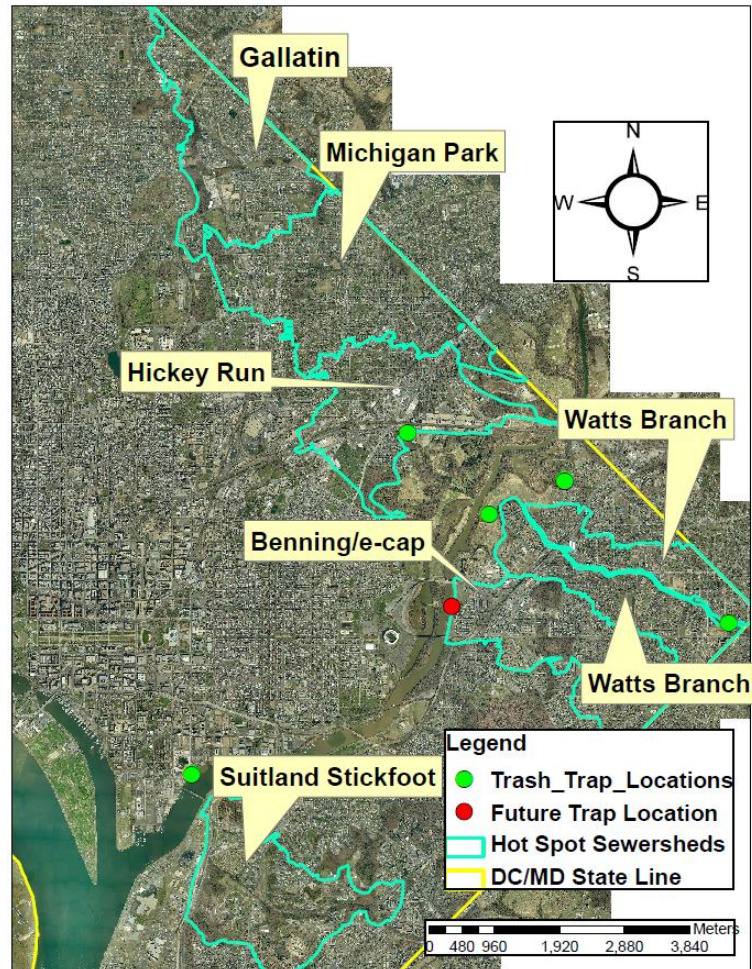 Gallatin
Michigan Park
N
W E
S
Hickey Run
Watts Branch
Benning/e-cap
Watts Branch
Suitland Stickfoot
Legend
Trash_Trap_Locations
Future Trap Location
Hot Spot Sewersheds
DC/MD State Line
Meters
0 480 960 1,920 2,880 3,840